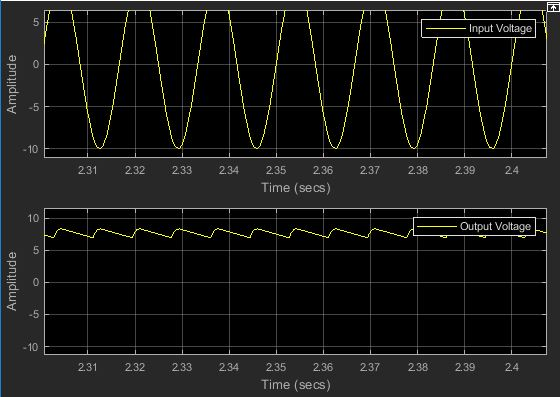 Input Voltage
Amplitude
5
0
-5
-10
2.31 2.32 2.33 2.34 2.35 2.36 2.37 2.38 2.39 2.4
Time (secs)
Output Voltage
Amplitude
10
5
0
-5
-10
2.31 2.32 2.33 2.34 2.35 2.36 2.37 2.38 2.39 2.4
Time (secs)